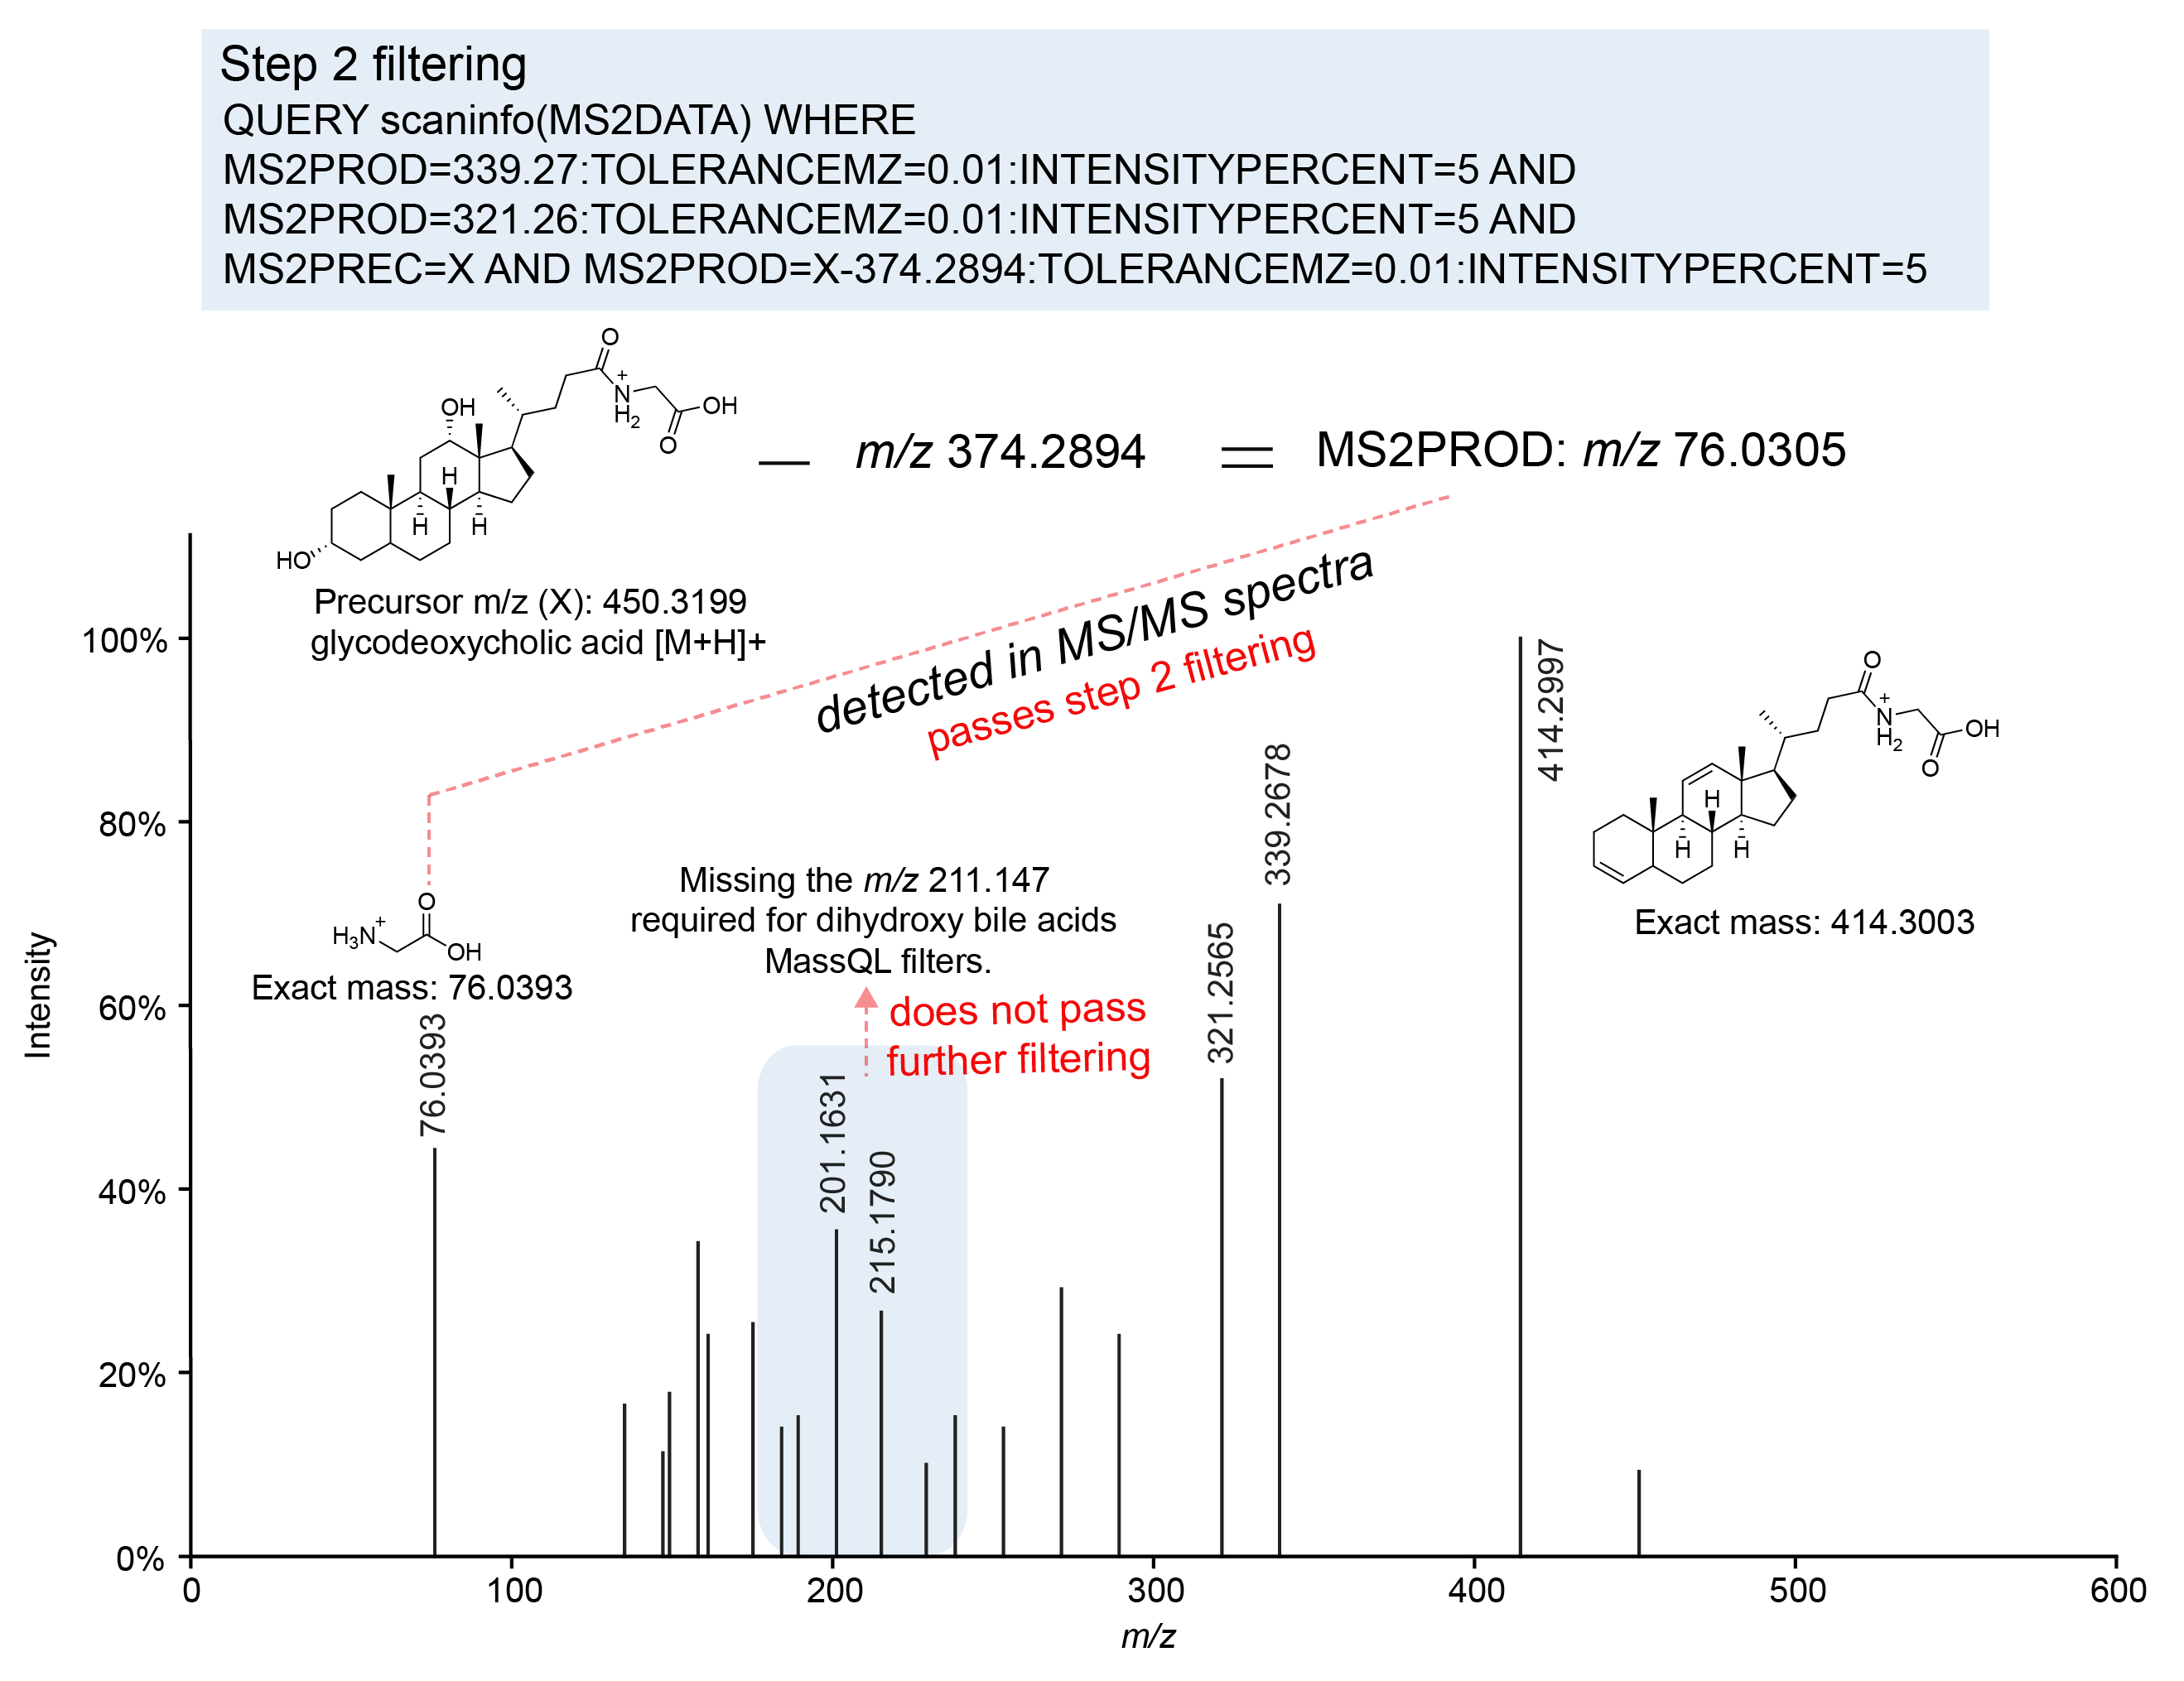 Step 2 filtering
QUERY scaninfo(MS2DATA) WHERE
MS2PROD=339.27:TOLERANCEMZ=0.01:INTENSITYPERCENT=5 AND
MS2PROD=321.26:TOLERANCEMZ=0.01:INTENSITYPERCENT=5 AND
MS2PREC=X AND MS2PROD=X-374.2894:TOLERANCEMZ=0.01:INTENSITYPERCENT=5
O
OH
+
N
H2
OH
O
H
H
H
HO
— m/z 374.2894 = MS2PROD: m/z 76.0305
Precursor m/z (X): 450.3199
glycodeoxycholic acid [M+H]+
detected in MS/MS spectra
passes step 2 filtering
414.2997
O
+
N
H2
OH
O
H
H
H
Exact mass: 414.3003
339.2678
321.2565
Missing the m/z 211.147
required for dihydroxy bile acids
MassQL filters.
does not pass
further filtering
O
+
H3N
OH
Exact mass: 76.0393
76.0393
201.1631
215.1790
Intensity
100%
80%
60%
40%
20%
0%
0 100 200 300 400 500 600
m/z